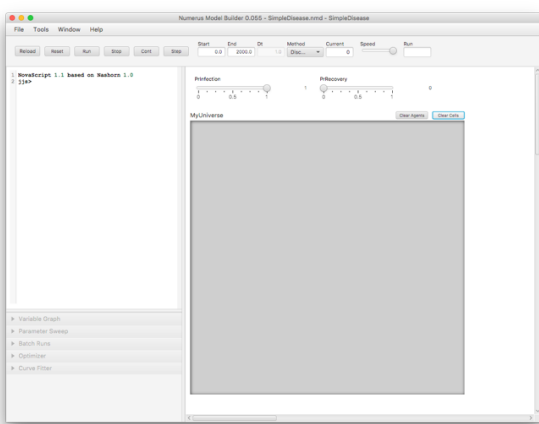 Numerus Model Builder 0.055 - SimpleDisease.nmd - SimpleDisease
File Tools Window Help
Start End Dt Method Current Speed Run
Reload Reset Run Stop Cont Step 0.0 2000.0 1.0 Disc... 0
1 NovaScript 1.1 based on Nashorn 1.0
2 jjs>
PrInfection PrRecovery
1 0
0 0.5 1 0 0.5 1
MyUniverse Clear Agents Clear Cells
Variable Graph
Parameter Sweep
Batch Runs
Optimizer
Curve Fitter